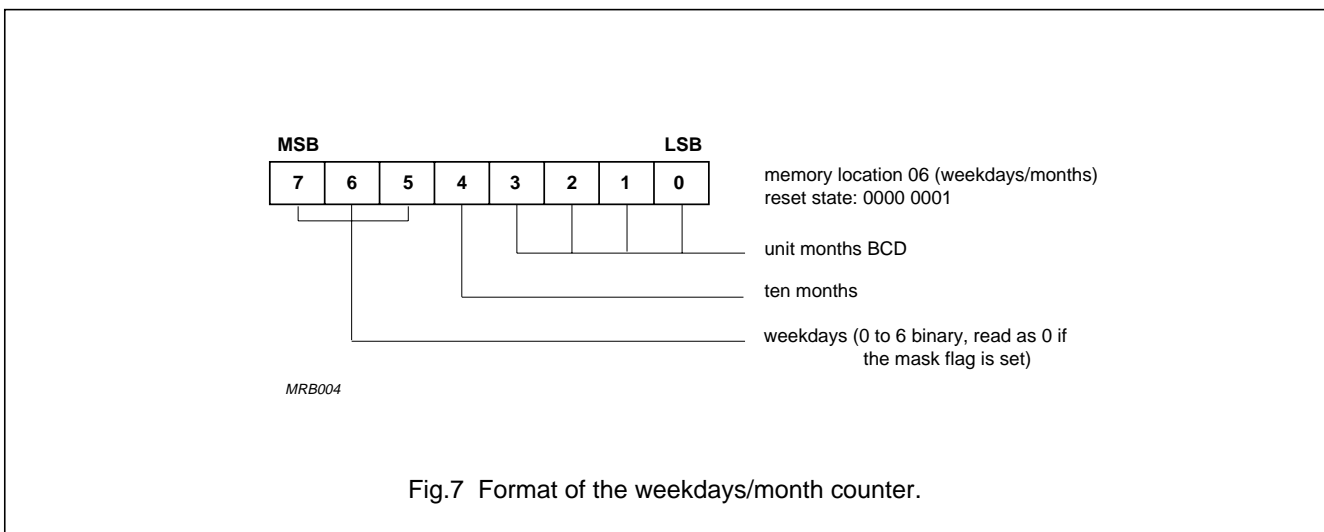 MSB LSB
7 6 5 4 3 2 1 0
memory location 06 (weekdays/months)
reset state: 0000 0001
unit months BCD
ten months
weekdays (0 to 6 binary, read as 0 if
the mask flag is set)
MRB004
Fig.7 Format of the weekdays/month counter.